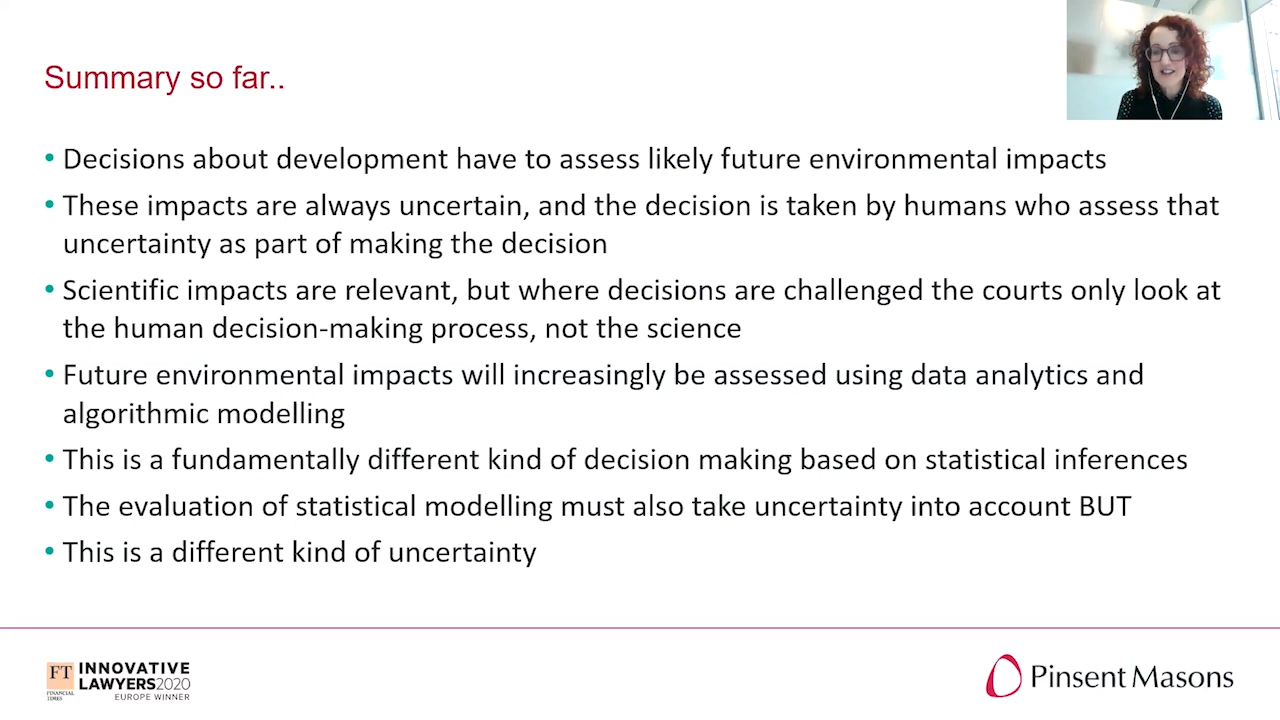 Summary so far..
• Decisions about development have to assess likely future environmental impacts
• These impacts are always uncertain, and the decision is taken by humans who assess that
uncertainty as part of making the decision
• Scientific impacts are relevant, but where decisions are challenged the courts only look at
the human decision-making process, not the science
• Future environmental impacts will increasingly be assessed using data analytics and
algorithmic modelling
• This is a fundamentally different kind of decision making based on statistical inferences
• The evaluation of statistical modelling must also take uncertainty into account BUT
• This is a different kind of uncertainty
FT
FINANCIAL
TIMES
INNOVATIVE
LAWYERS2020
EUROPE WINNER
Pinsent Masons